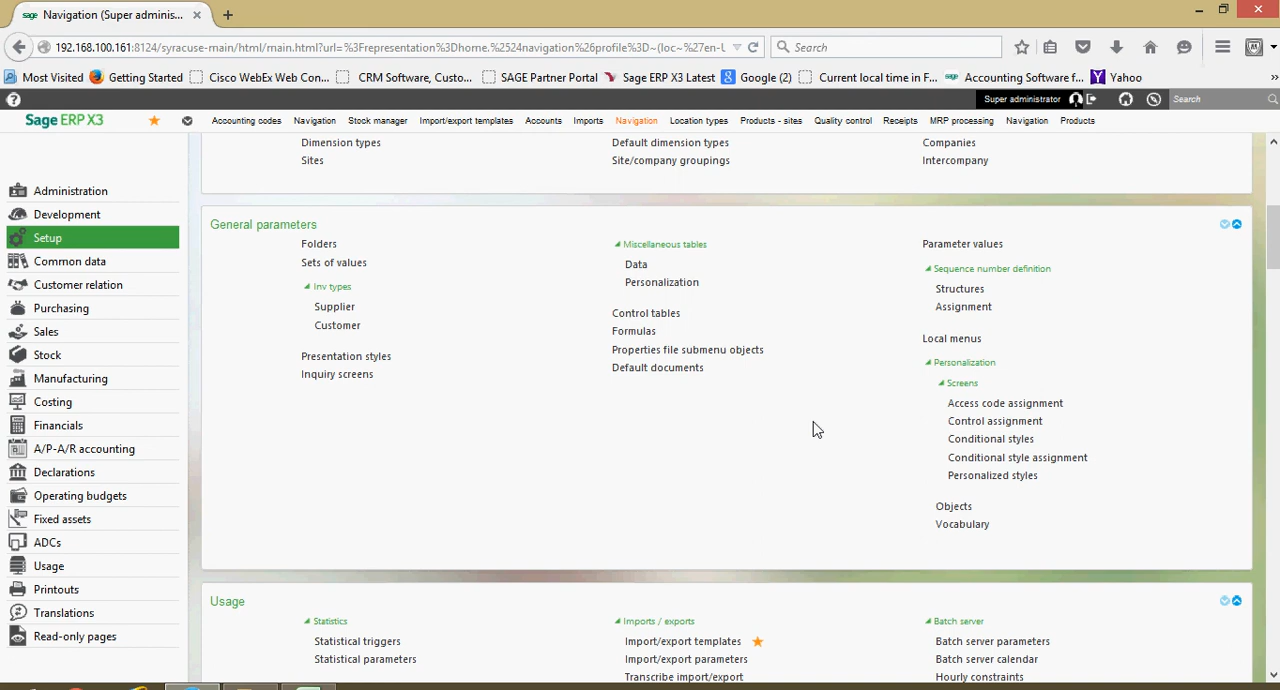 sage Navigation (Super adminis... × +
192.168.100.161:8124/syracuse-main/html/main.html?url=%3Frepresentation%3Dhome.%2524navigation%26profile%3D~(loc~%27en-U Search
Most Visited Getting Started Cisco WebEx Web Con... CRM Software, Custo... SAGE Partner Portal Sage ERP X3 Latest Google (2) Current local time in F... sage Accounting Software f... Yahoo »
? Super administrator Search
Sage ERP X3 Accounting codes Navigation Stock manager Import/export templates Accounts Imports Navigation Location types Products - sites Quality control Receipts MRP processing Navigation Products
Administration
Development
Setup
Common data
Customer relation
Purchasing
Sales
Stock
Manufacturing
Costing
Financials
A/P-A/R accounting
Declarations
Operating budgets
Fixed assets
ADCs
Usage
Printouts
Translations
Read-only pages
Dimension types Default dimension types Companies
Sites Site/company groupings Intercompany
General parameters
Folders
Sets of values
Inv types
Supplier
Customer
Presentation styles
Inquiry screens
Miscellaneous tables
Data
Personalization
Control tables
Formulas
Properties file submenu objects
Default documents
Parameter values
Sequence number definition
Structures
Assignment
Local menus
Personalization
Screens
Access code assignment
Control assignment
Conditional styles
Conditional style assignment
Personalized styles
Objects
Vocabulary
Usage
Statistics
Statistical triggers
Statistical parameters
Imports / exports
Import/export templates
Import/export parameters
Transcribe import/export
Batch server
Batch server parameters
Batch server calendar
Hourly constraints